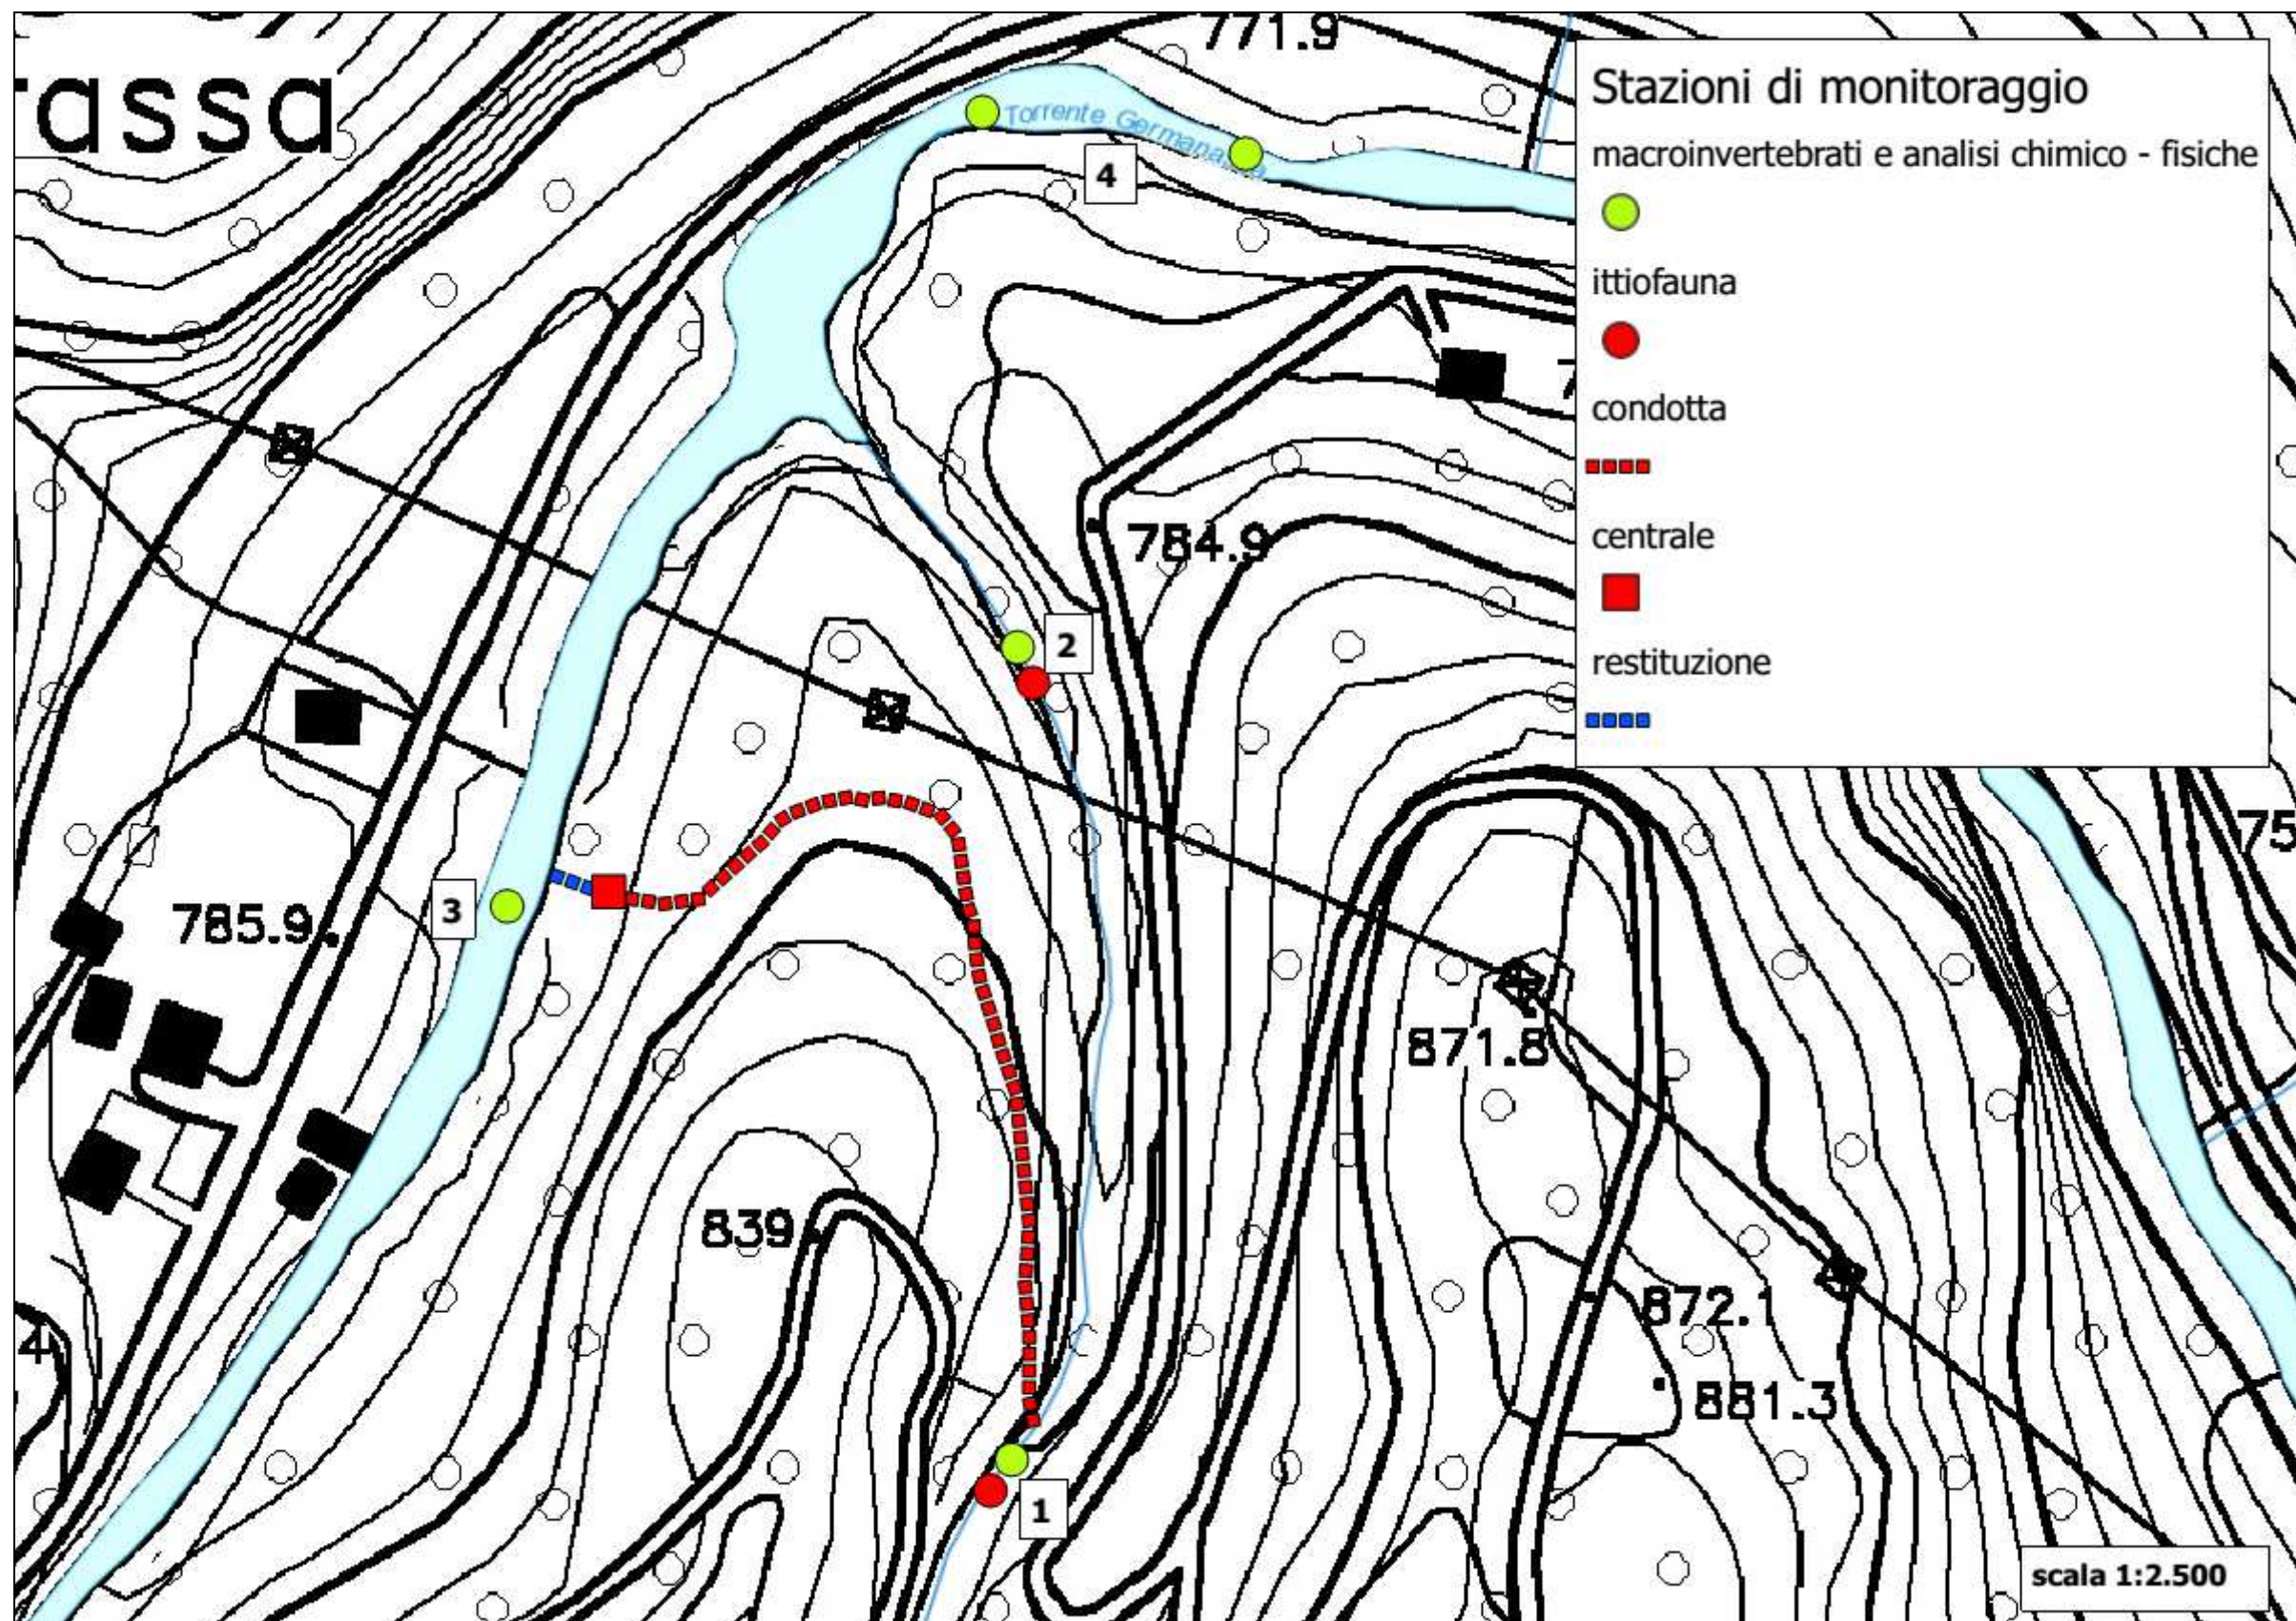 771.9
rassa
Torrente Germanasca
4
784.9
2
3
785.9
871.8
839
872.1
881.3
4
1
75
7
Stazioni di monitoraggio
macroinvertebrati e analisi chimico - fisiche
ittiofauna
condotta
centrale
restituzione
scala 1:2.500